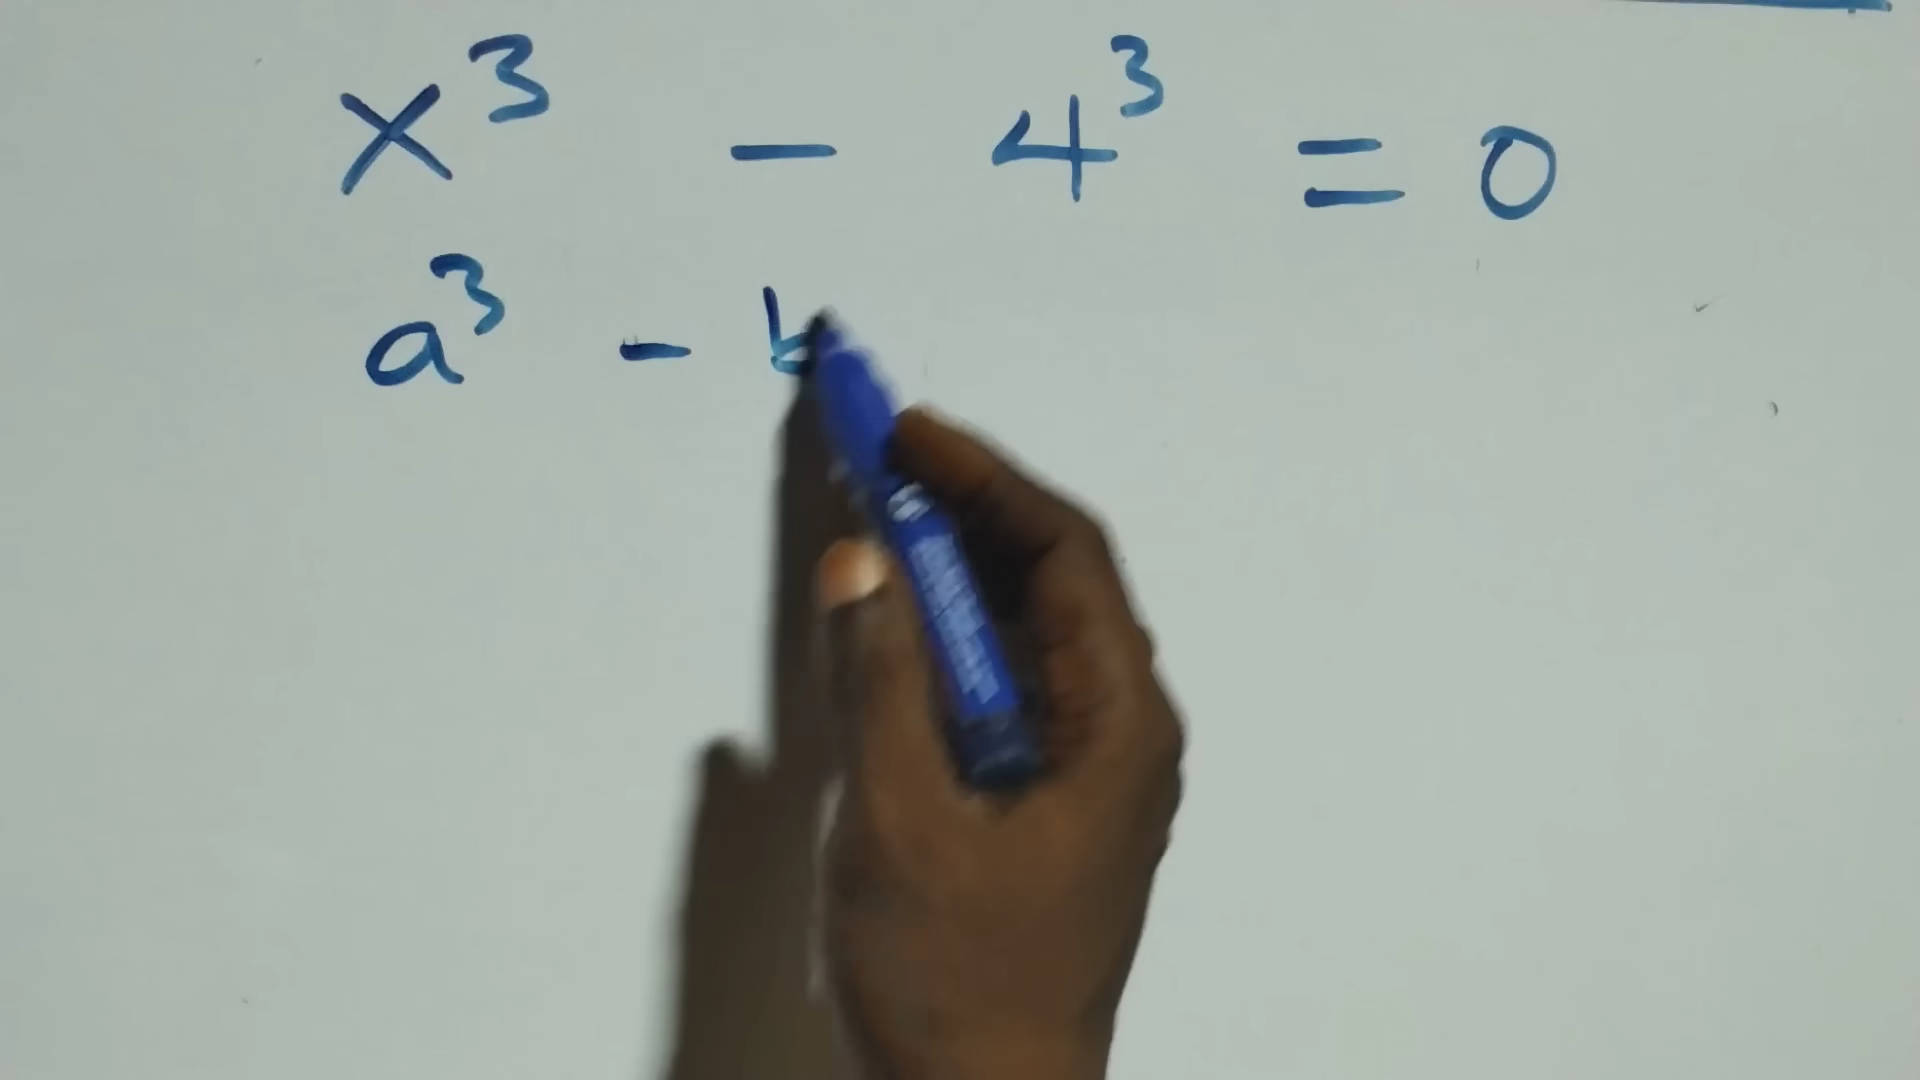 x³ - 4³ = 0
a³ - b